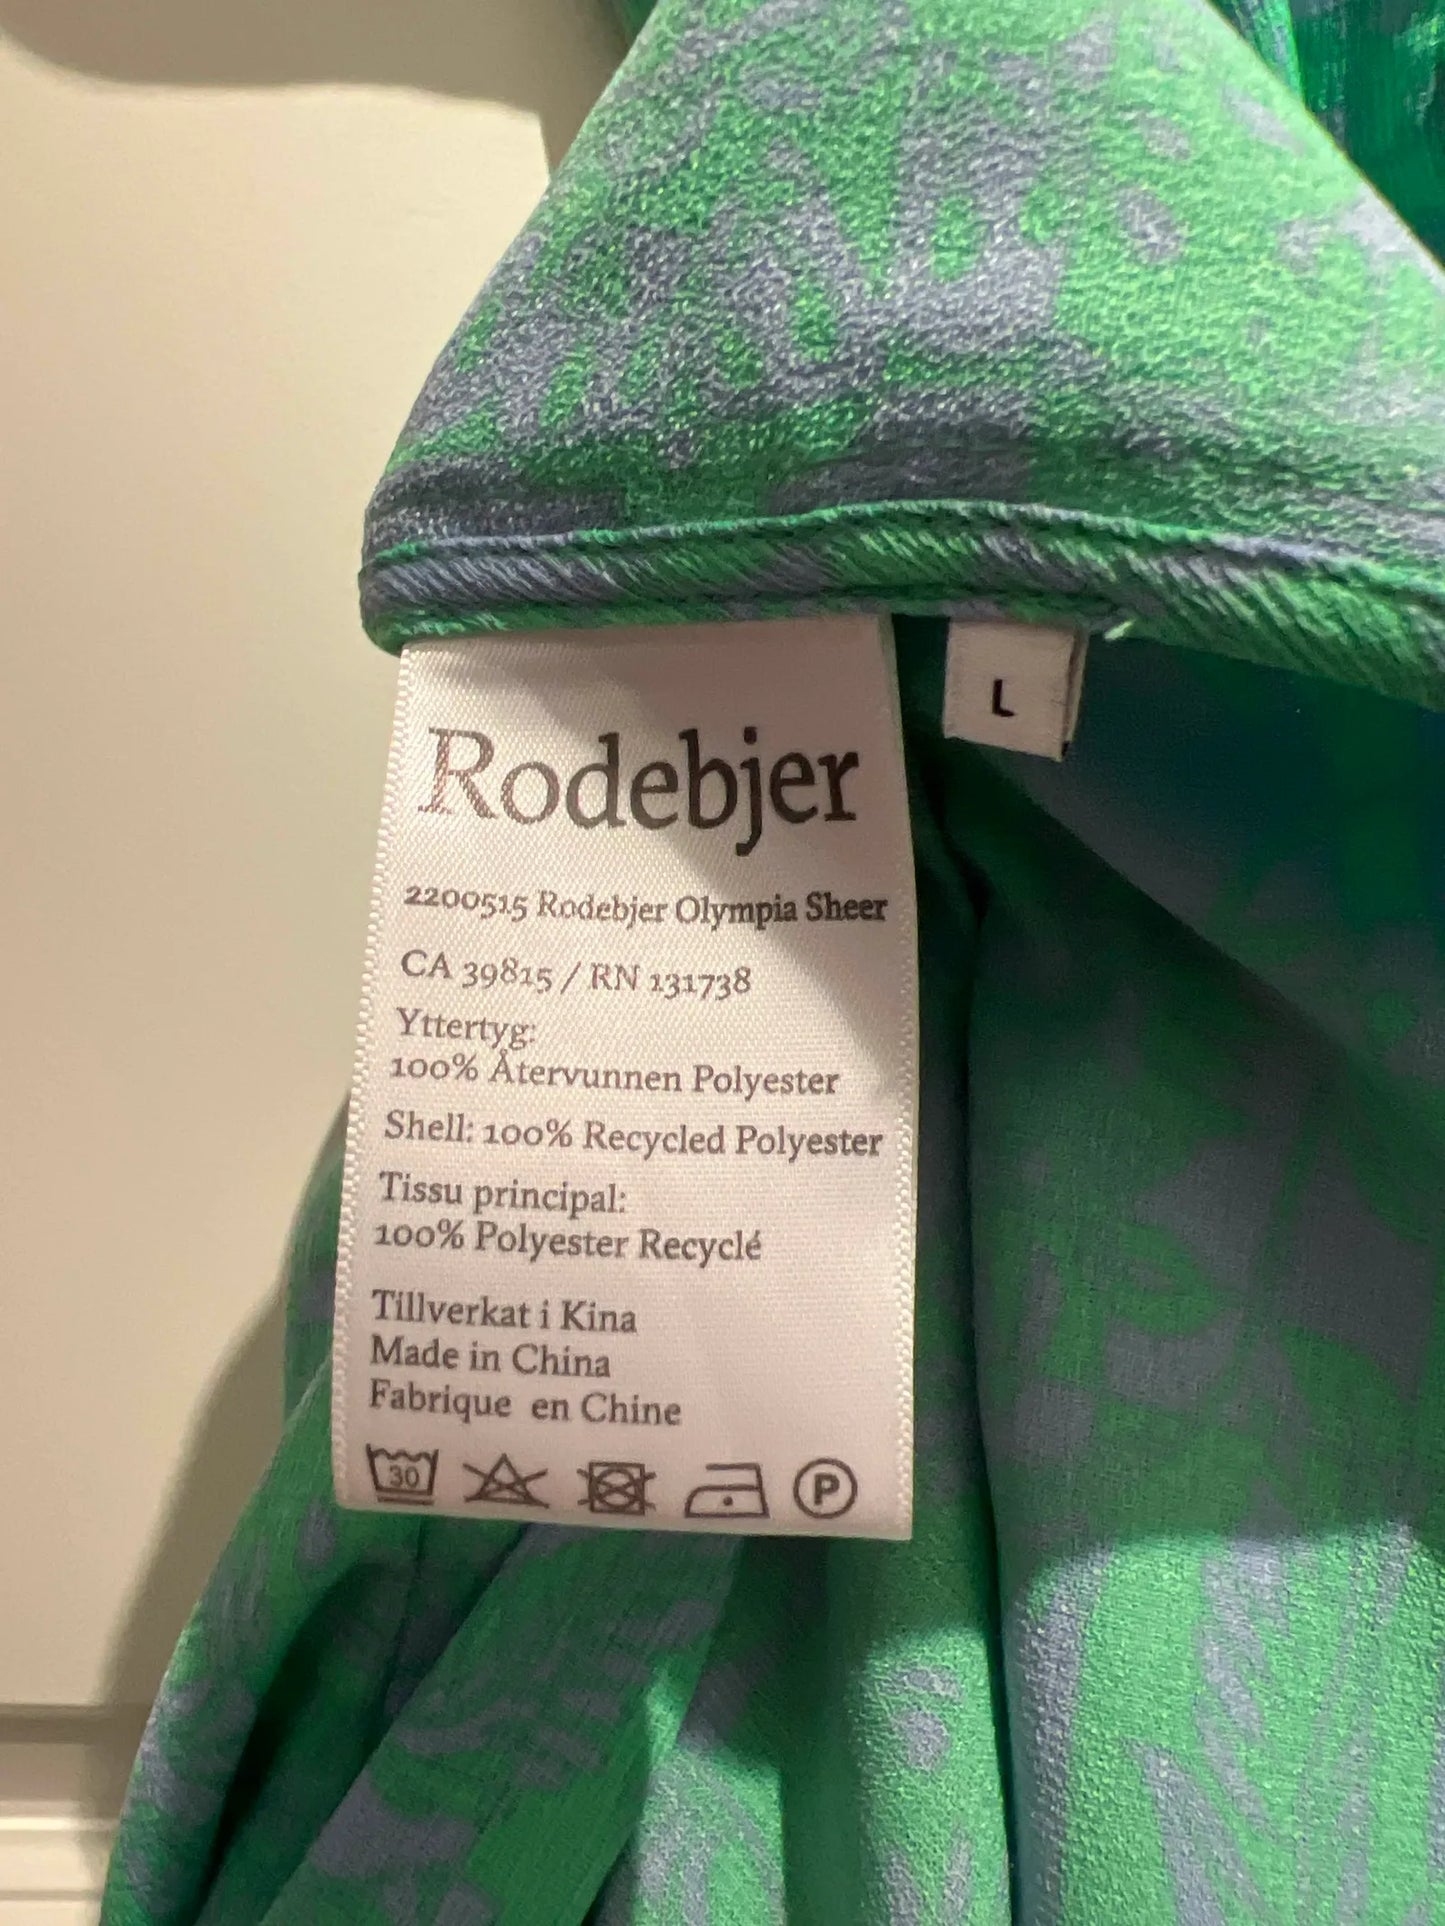 L
Rodebjer
2200515 Rodebjer Olympia Sheer
CA 39815 / RN 131738
Yttertyg:
100% Återvunnen Polyester
Shell: 100% Recycled Polyester
Tissu principal:
100% Polyester Recyclé
Tillverkat i Kina
Made in China
Fabrique en Chine
30
P